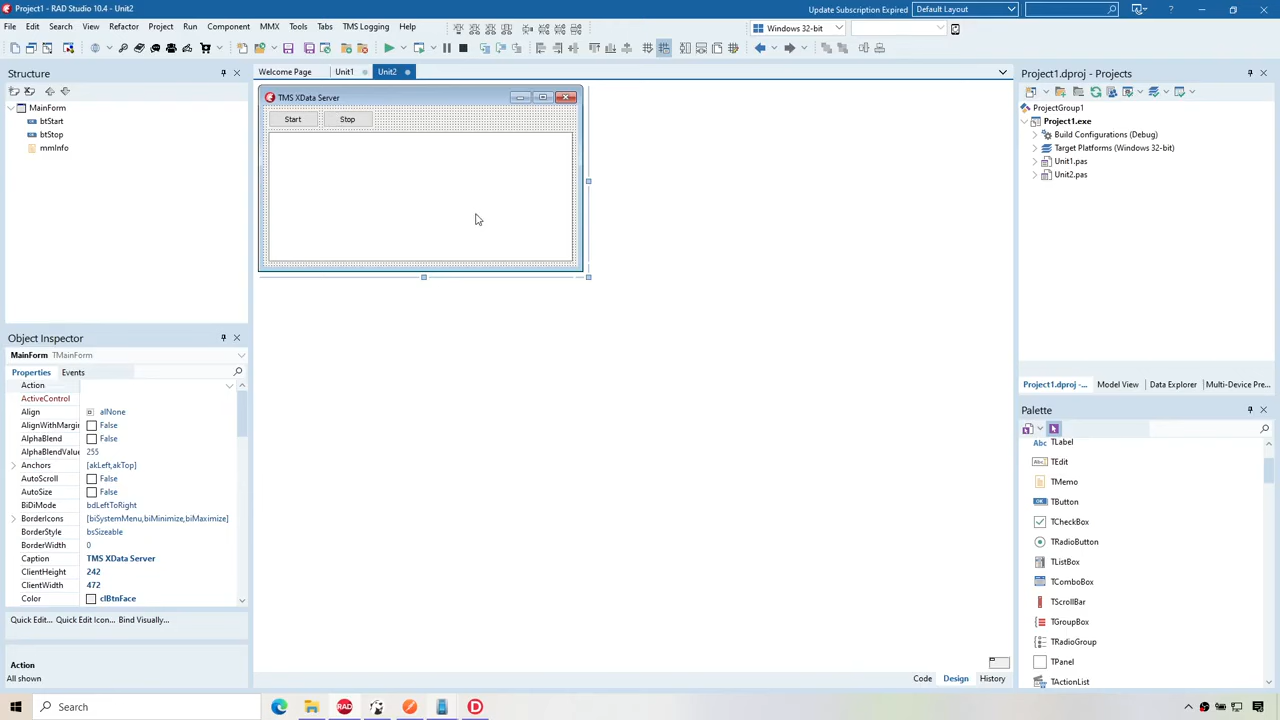 Project1 - RAD Studio 10.4 - Unit2
Update Subscription Expired
Default Layout
File Edit Search View Refactor Project Run Component MMX Tools Tabs TMS Logging Help
Windows 32-bit
Structure
MainForm
btStart
btStop
mmInfo
Welcome Page
Unit1
Unit2
TMS XData Server
Start
Stop
Object Inspector
MainForm TMainForm
Properties
Events
Action
ActiveControl
Align alNone
AlignWithMargin False
AlphaBlend False
AlphaBlendValue 255
Anchors [akLeft,akTop]
AutoScroll False
AutoSize False
BiDiMode bdLeftToRight
BorderIcons [biSystemMenu,biMinimize,biMaximize]
BorderStyle bsSizeable
BorderWidth 0
Caption TMS XData Server
ClientHeight 242
ClientWidth 472
Color clBtnFace
Quick Edit... Quick Edit Icon... Bind Visually...
Action
All shown
Code
Design
History
Project1.dproj - Projects
ProjectGroup1
Project1.exe
Build Configurations (Debug)
Target Platforms (Windows 32-bit)
Unit1.pas
Unit2.pas
Project1.dproj -...
Model View
Data Explorer
Multi-Device Pre...
Palette
Abc TLabel
TEdit
TMemo
TButton
TCheckBox
TRadioButton
TListBox
TComboBox
TScrollBar
TGroupBox
TRadioGroup
TPanel
TActionList
Search
RAD